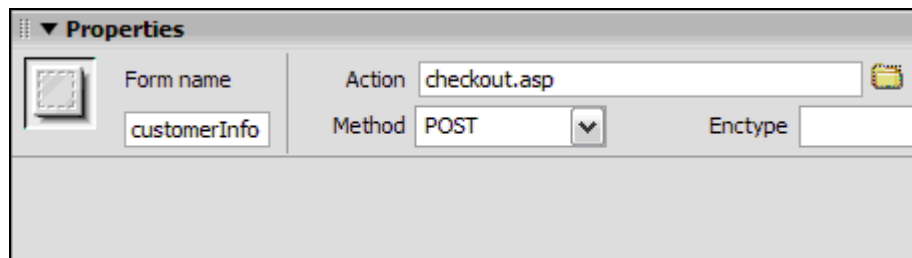 Properties
Form name Action checkout.asp
customerInfo Method POST Enctype